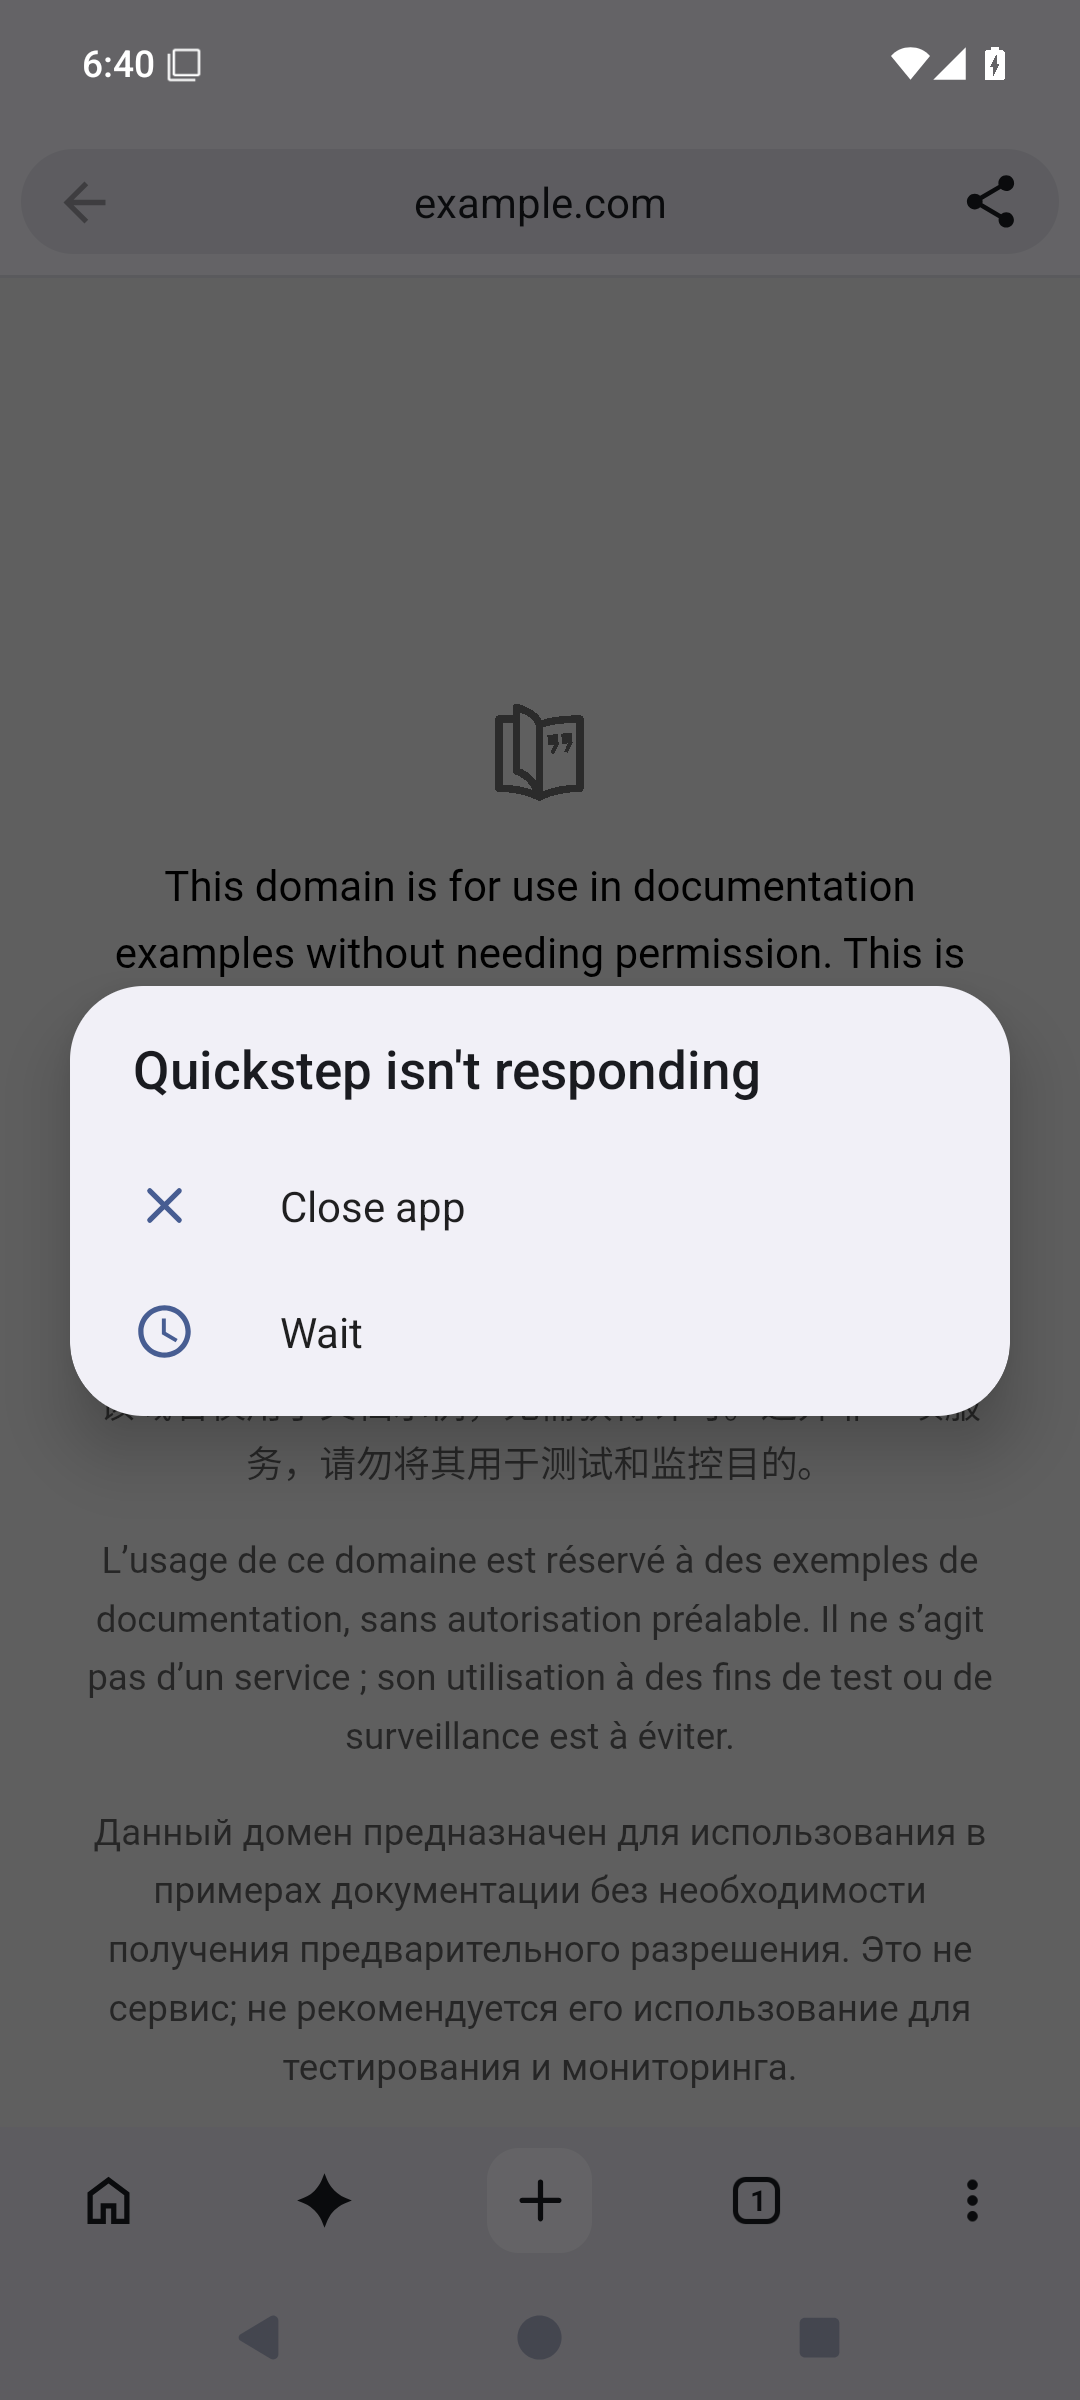 6:40
example.com
This domain is for use in documentation
examples without needing permission. This is
Quickstep isn't responding
Close app
Wait
务，请勿将其用于测试和监控目的。
L’usage de ce domaine est réservé à des exemples de
documentation, sans autorisation préalable. Il ne s’agit
pas d’un service ; son utilisation à des fins de test ou de
surveillance est à éviter.
Данный домен предназначен для использования в
примерах документации без необходимости
получения предварительного разрешения. Это не
сервис; не рекомендуется его использование для
тестирования и мониторинга.
1